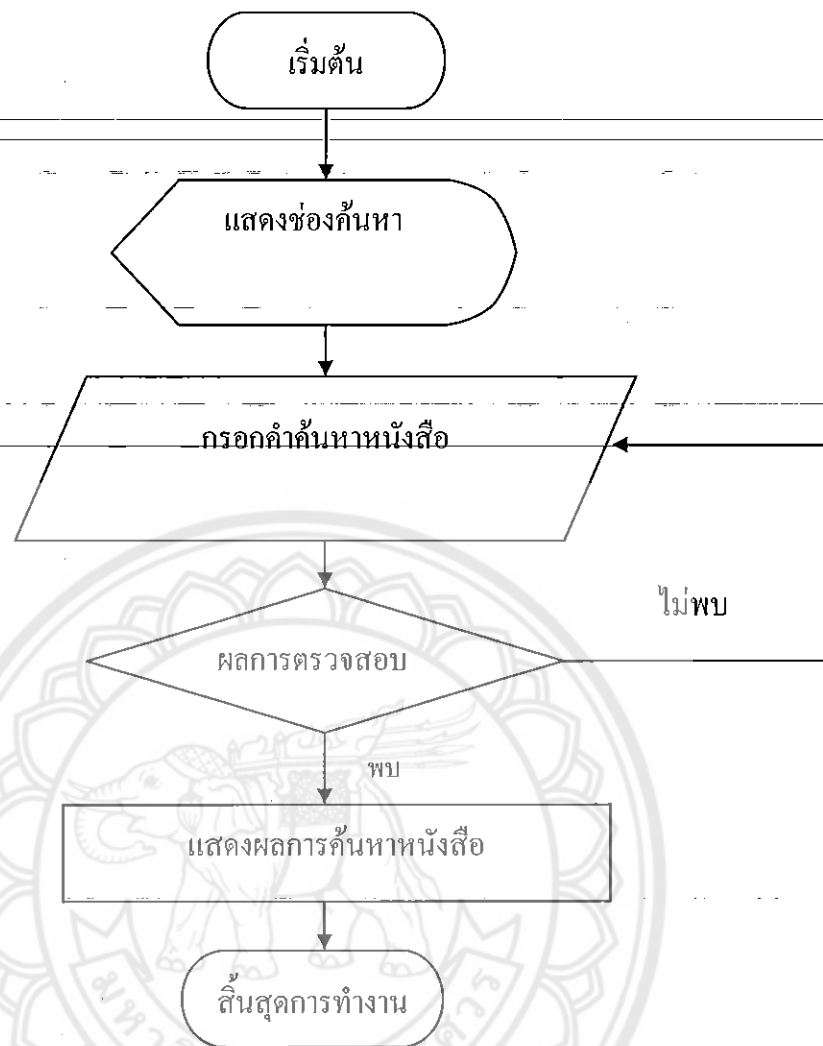 เริ่มต้น
แสดงช่องค้นหา
กรอกคำค้นหาหนังสือ
ไม่พบ
ผลการตรวจสอบ
พบ
แสดงผลการค้นหาหนังสือ
สิ้นสุดการทำงาน